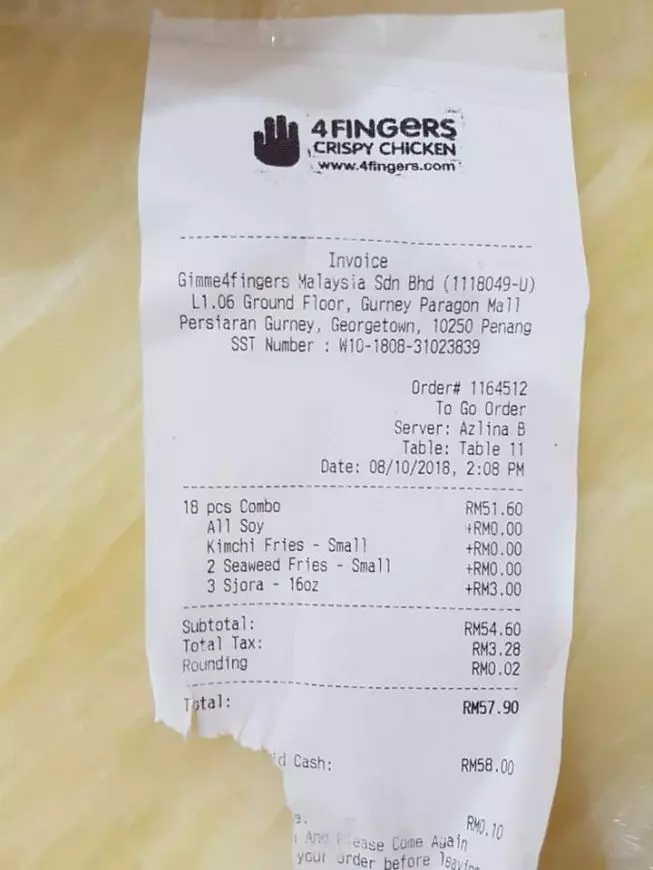 4FINGERS
CRISPY CHICKEN
www.4fingers.com
Invoice
Gimme4fingers Malaysia Sdn Bhd (1118049-U)
L1.06 Ground Floor, Gurney Paragon Mall
Persiaran Gurney, Georgetown, 10250 Penang
SST Number : W10-1808-31023839
Order# 1164512
To Go Order
Server: Azlina B
Table: Table 11
Date: 08/10/2018, 2:08 PM
18 pcs Combo RM51.60
All Soy +RM0.00
Kimchi Fries - Small +RM0.00
2 Seaweed Fries - Small +RM0.00
3 Sjora - 16oz +RM3.00
Subtotal: RM54.60
Total Tax: RM3.28
Rounding RM0.02
Total: RM57.90
Cash: RM58.00
RM0.10
And Please Come Again
your order before